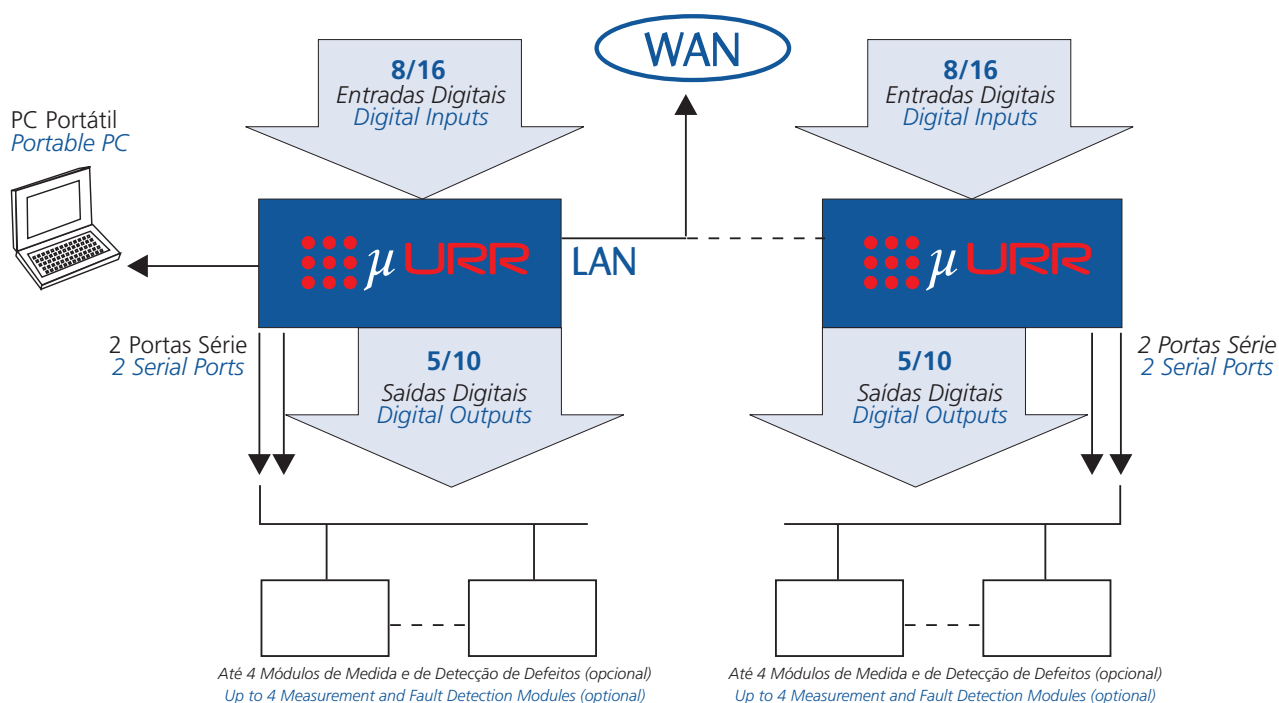 WAN
8/16
Entradas Digitais
Digital Inputs
8/16
Entradas Digitais
Digital Inputs
PC Portátil
Portable PC
µ URR
LAN
µ URR
2 Portas Série
2 Serial Ports
5/10
Saídas Digitais
Digital Outputs
5/10
Saídas Digitais
Digital Outputs
2 Portas Série
2 Serial Ports
Até 4 Módulos de Medida e de Detecção de Defeitos (opcional)
Up to 4 Measurement and Fault Detection Modules (optional)
Até 4 Módulos de Medida e de Detecção de Defeitos (opcional)
Up to 4 Measurement and Fault Detection Modules (optional)